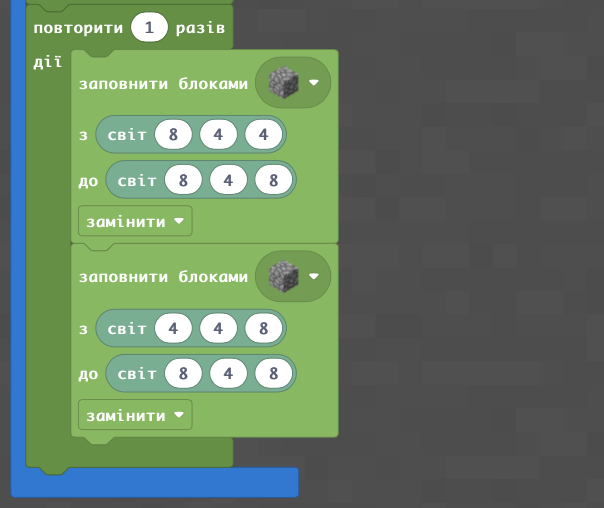 повторити 1 разів
дії
заповнити блоками
з світ 8 4 4
до світ 8 4 8
замінити
заповнити блоками
з світ 4 4 8
до світ 8 4 8
замінити